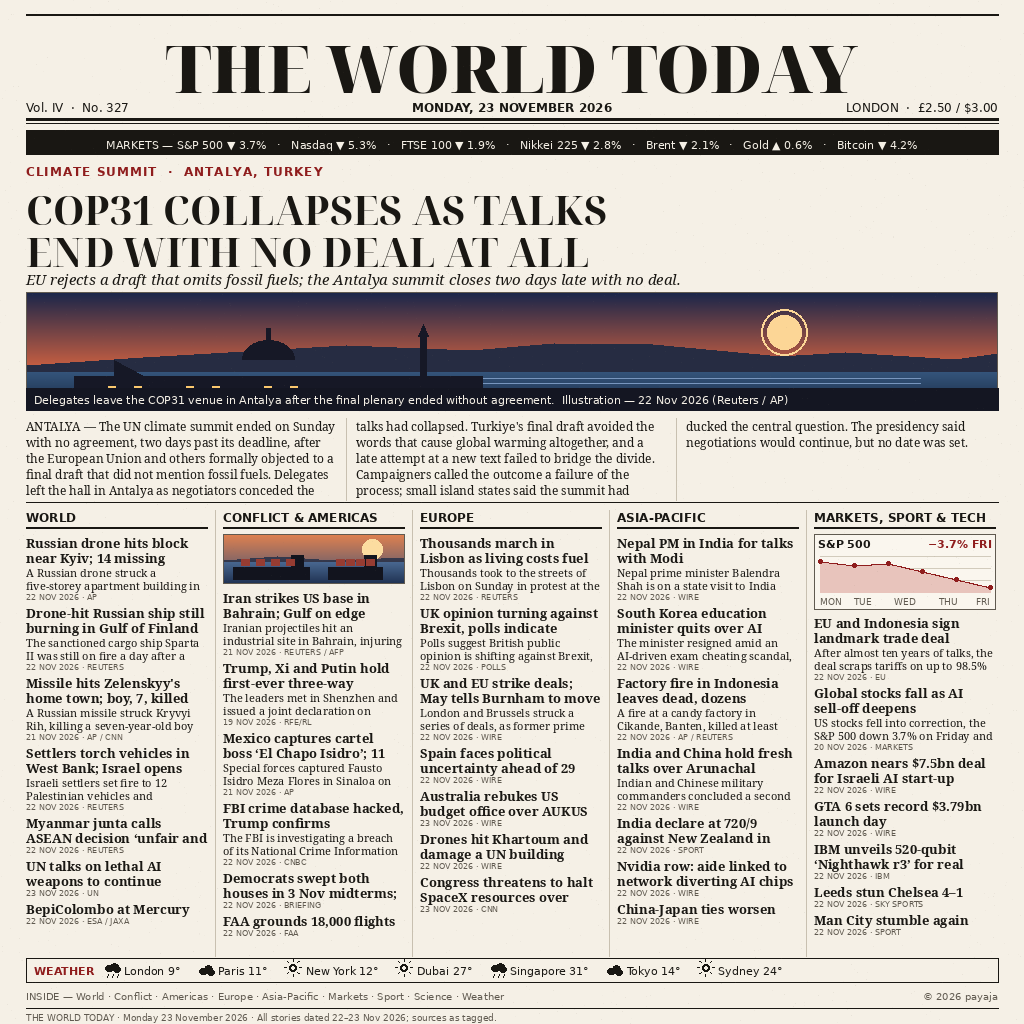 THE WORLD TODAY
Vol. IV · No. 327
MONDAY, 23 NOVEMBER 2026
LONDON · £2.50 / $3.00
MARKETS — S&P 500 ▼ 3.7% · Nasdaq ▼ 5.3% · FTSE 100 ▼ 1.9% · Nikkei 225 ▼ 2.8% · Brent ▼ 2.1% · Gold ▲ 0.6% · Bitcoin ▼ 4.2%
CLIMATE SUMMIT · ANTALYA, TURKEY
COP31 COLLAPSES AS TALKS
END WITH NO DEAL AT ALL
EU rejects a draft that omits fossil fuels; the Antalya summit closes two days late with no deal.
Delegates leave the COP31 venue in Antalya after the final plenary ended without agreement. Illustration — 22 Nov 2026 (Reuters / AP)
ANTALYA — The UN climate summit ended on Sunday
with no agreement, two days past its deadline, after
the European Union and others formally objected to a
final draft that did not mention fossil fuels. Delegates
left the hall in Antalya as negotiators conceded the
talks had collapsed. Turkiye's final draft avoided the
words that cause global warming altogether, and a
late attempt at a new text failed to bridge the divide.
Campaigners called the outcome a failure of the
process; small island states said the summit had
ducked the central question. The presidency said
negotiations would continue, but no date was set.
WORLD
Russian drone hits block
near Kyiv; 14 missing
A Russian drone struck a
five-storey apartment building in
22 NOV 2026 · AP
Drone-hit Russian ship still
burning in Gulf of Finland
The sanctioned cargo ship Sparta
II was still on fire a day after a
22 NOV 2026 · REUTERS
Missile hits Zelenskyy's
home town; boy, 7, killed
A Russian missile struck Kryvyi
Rih, killing a seven-year-old boy
21 NOV 2026 · AP / CNN
Settlers torch vehicles in
West Bank; Israel opens
Israeli settlers set fire to 12
Palestinian vehicles and
22 NOV 2026 · REUTERS
Myanmar junta calls
ASEAN decision ‘unfair and
22 NOV 2026 · REUTERS
UN talks on lethal AI
weapons to continue
23 NOV 2026 · UN
BepiColombo at Mercury
22 NOV 2026 · ESA / JAXA
CONFLICT & AMERICAS
Iran strikes US base in
Bahrain; Gulf on edge
Iranian projectiles hit an
industrial site in Bahrain, injuring
21 NOV 2026 · REUTERS / AFP
Trump, Xi and Putin hold
first-ever three-way
The leaders met in Shenzhen and
issued a joint declaration on
19 NOV 2026 · RFE/RL
Mexico captures cartel
boss ‘El Chapo Isidro’; 11
Special forces captured Fausto
Isidro Meza Flores in Sinaloa on
21 NOV 2026 · AP
FBI crime database hacked,
Trump confirms
The FBI is investigating a breach
of its National Crime Information
22 NOV 2026 · CNBC
Democrats swept both
houses in 3 Nov midterms;
22 NOV 2026 · BRIEFING
FAA grounds 18,000 flights
22 NOV 2026 · FAA
EUROPE
Thousands march in
Lisbon as living costs fuel
Thousands took to the streets of
Lisbon on Sunday in protest at the
22 NOV 2026 · REUTERS
UK opinion turning against
Brexit, polls indicate
Polls suggest British public
opinion is shifting against Brexit,
22 NOV 2026 · POLLS
UK and EU strike deals;
May tells Burnham to move
London and Brussels struck a
series of deals, as former prime
22 NOV 2026 · WIRE
Spain faces political
uncertainty ahead of 29
22 NOV 2026 · WIRE
Australia rebukes US
budget office over AUKUS
23 NOV 2026 · WIRE
Drones hit Khartoum and
damage a UN building
22 NOV 2026 · WIRE
Congress threatens to halt
SpaceX resources over
23 NOV 2026 · CNN
ASIA-PACIFIC
Nepal PM in India for talks
with Modi
Nepal prime minister Balendra
Shah is on a state visit to India
22 NOV 2026 · WIRE
South Korea education
minister quits over AI
The minister resigned amid an
AI-driven exam cheating scandal,
22 NOV 2026 · WIRE
Factory fire in Indonesia
leaves dead, dozens
A fire at a candy factory in
Cikande, Banten, killed at least
22 NOV 2026 · AP / REUTERS
India and China hold fresh
talks over Arunachal
Indian and Chinese military
commanders concluded a second
22 NOV 2026 · WIRE
India declare at 720/9
against New Zealand in
22 NOV 2026 · SPORT
Nvidia row: aide linked to
network diverting AI chips
22 NOV 2026 · WIRE
China-Japan ties worsen
22 NOV 2026 · WIRE
MARKETS, SPORT & TECH
S&P 500
−3.7% FRI
MON TUE WED THU FRI
EU and Indonesia sign
landmark trade deal
After almost ten years of talks, the
deal scraps tariffs on up to 98.5%
22 NOV 2026 · EU
Global stocks fall as AI
sell-off deepens
US stocks fell into correction, the
S&P 500 down 3.7% on Friday and
20 NOV 2026 · MARKETS
Amazon nears $7.5bn deal
for Israeli AI start-up
22 NOV 2026 · WIRE
GTA 6 sets record $3.79bn
launch day
22 NOV 2026 · WIRE
IBM unveils 520-qubit
‘Nighthawk r3’ for real
22 NOV 2026 · IBM
Leeds stun Chelsea 4–1
22 NOV 2026 · SKY SPORTS
Man City stumble again
22 NOV 2026 · SPORT
WEATHER London 9° Paris 11° New York 12° Dubai 27° Singapore 31° Tokyo 14° Sydney 24°
INSIDE — World · Conflict · Americas · Europe · Asia-Pacific · Markets · Sport · Science · Weather
© 2026 payaja
THE WORLD TODAY · Monday 23 November 2026 · All stories dated 22–23 Nov 2026; sources as tagged.